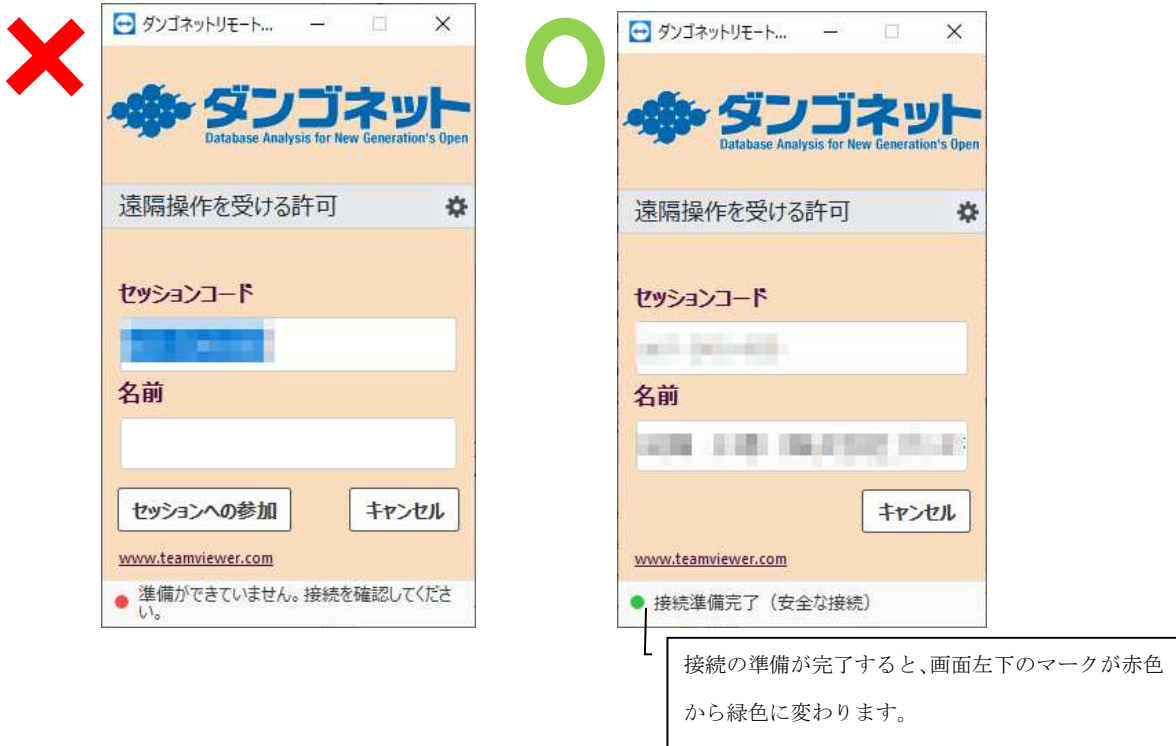 ダンゴネットリモート...
ダンゴネット
Database Analysis for New Generation's Open
遠隔操作を受ける許可
セッションコード
名前
セッションへの参加
キャンセル
www.teamviewer.com
準備ができていません。接続を確認してくださ
い。
ダンゴネットリモート...
ダンゴネット
Database Analysis for New Generation's Open
遠隔操作を受ける許可
セッションコード
名前
キャンセル
www.teamviewer.com
接続準備完了（安全な接続）
接続の準備が完了すると、画面左下のマークが赤色
から緑色に変わります。